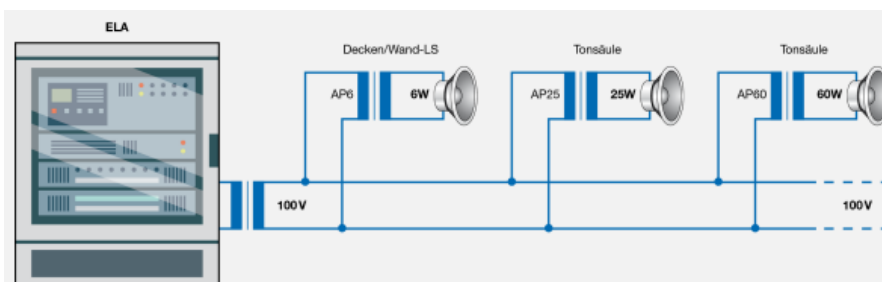 ELA
Decken/Wand-LS
Tonsäule
Tonsäule
AP6
6W
AP25
25W
AP60
60W
100V
100V